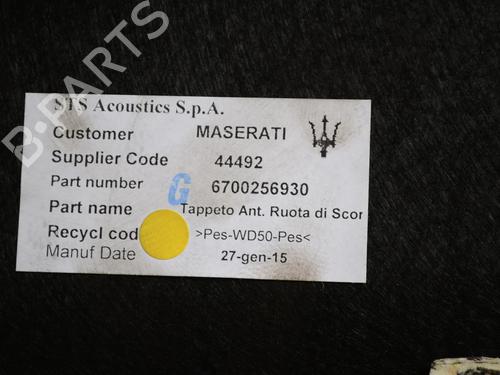 B-PARTS
STS Acoustics S.p.A.
Customer MASERATI
Supplier Code 44492
Part number G 6700256930
Part name Tappeto Ant. Ruota di Scor
Recycl cod >Pes-WD50-Pes<
Manuf Date 27-gen-15